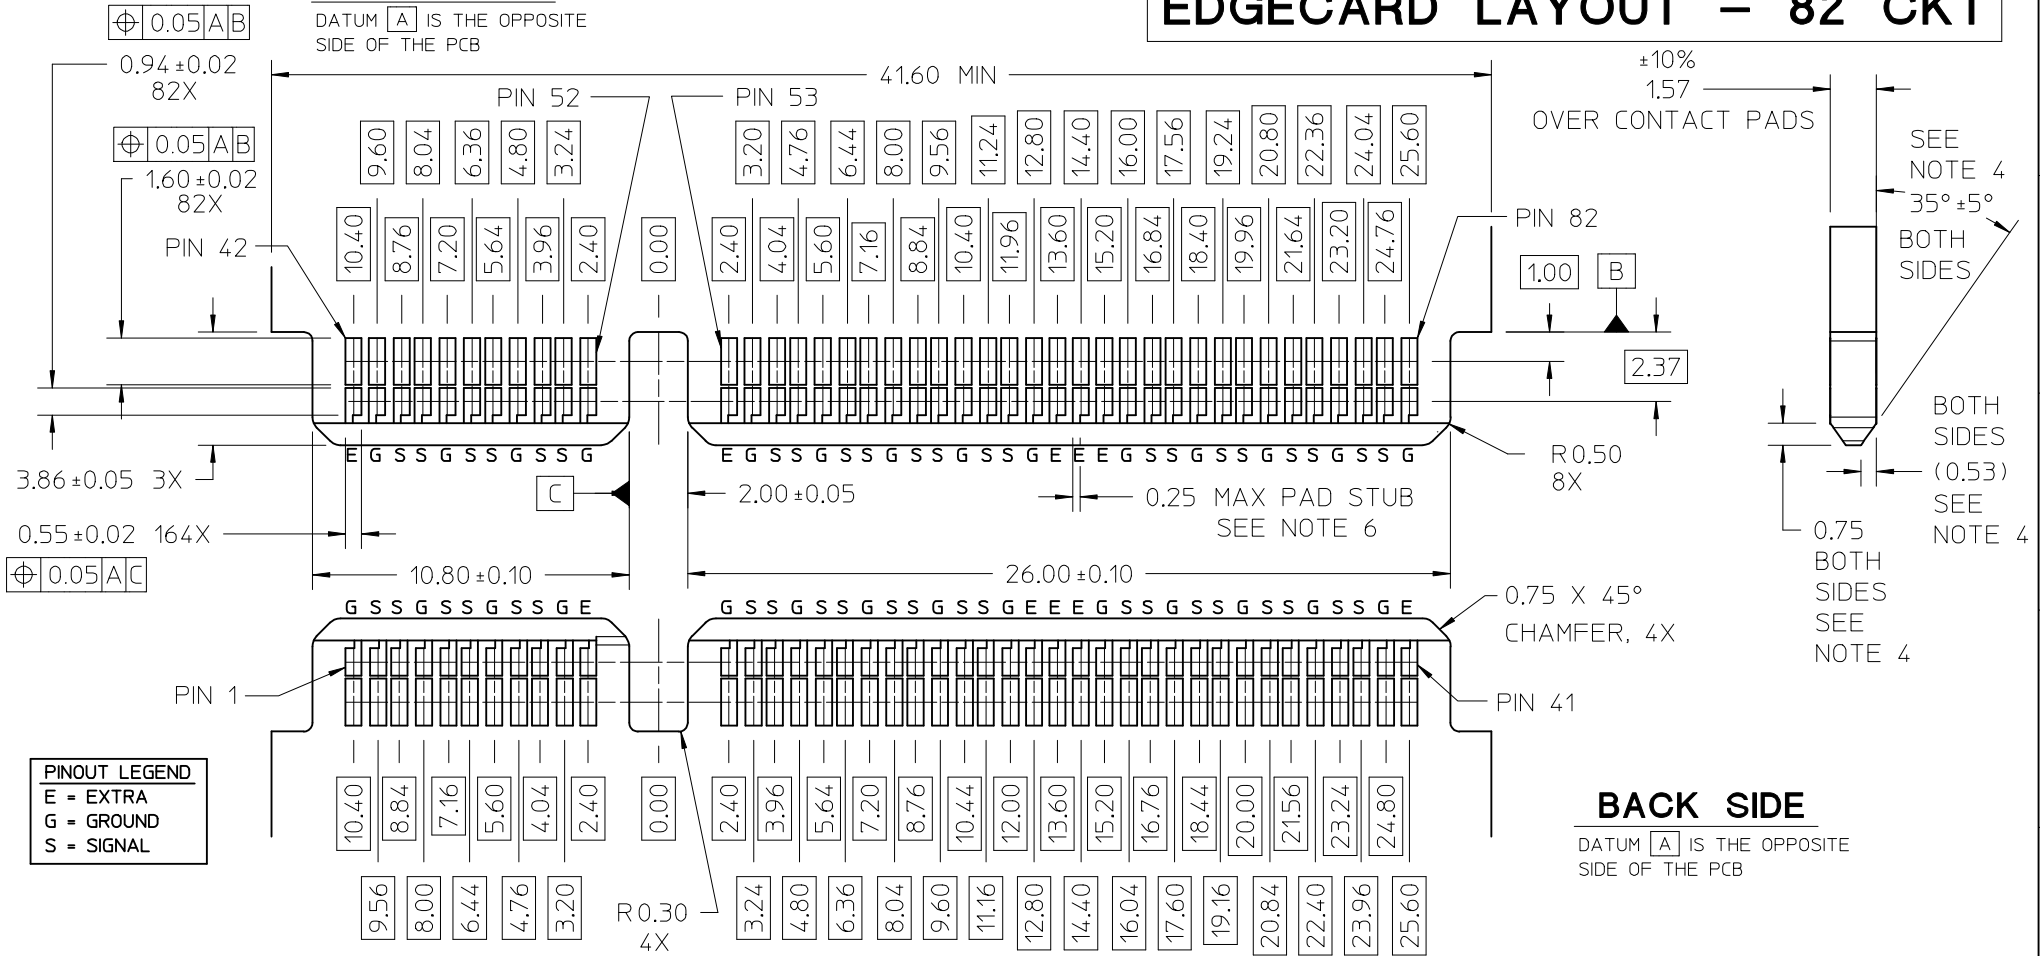 EDGECARD LAYOUT - 82 CKT
⌖ 0.05 A B
DATUM A IS THE OPPOSITE
SIDE OF THE PCB
0.94 ±0.02
82X
41.60 MIN
±10%
1.57
OVER CONTACT PADS
PIN 52
PIN 53
⌖ 0.05 A B
1.60 ±0.02
82X
9.60 8.04 6.36 4.80 3.24
3.20 4.76 6.44 8.00 9.56 11.24 12.80 14.40 16.00 17.56 19.24 20.80 22.36 24.04 25.60
SEE
NOTE 4
35° ±5°
BOTH
SIDES
PIN 42
10.40 8.76 7.20 5.64 3.96 2.40 0.00
2.40 4.04 5.60 7.16 8.84 10.40 11.96 13.60 15.20 16.84 18.40 19.96 21.64 23.20 24.76
PIN 82
1.00
B
2.37
E G S S G S S G S S G
E G S S G S S G S S G S S G E E E G S S G S S G S S G S S G
BOTH
SIDES
(0.53)
SEE
NOTE 4
R 0.50
8X
3.86 ±0.05 3X
C
2.00 ±0.05
0.25 MAX PAD STUB
SEE NOTE 6
0.55 ±0.02 164X
⌖ 0.05 A C
0.75
BOTH
SIDES
SEE
NOTE 4
10.80 ±0.10
26.00 ±0.10
G S S G S S G S S G E
G S S G S S G S S G S S G E E E G S S G S S G S S G S S G E
0.75 X 45°
CHAMFER, 4X
PIN 1
PIN 41
10.40 8.84 7.16 5.60 4.04 2.40 0.00
2.40 3.96 5.64 7.20 8.76 10.44 12.00 13.60 15.20 16.76 18.44 20.00 21.56 23.24 24.80
9.56 8.00 6.44 4.76 3.20
3.24 4.80 6.36 8.04 9.60 11.16 12.80 14.40 16.04 17.60 19.16 20.84 22.40 23.96 25.60
R 0.30
4X
PINOUT LEGEND
E = EXTRA
G = GROUND
S = SIGNAL
BACK SIDE
DATUM A IS THE OPPOSITE
SIDE OF THE PCB